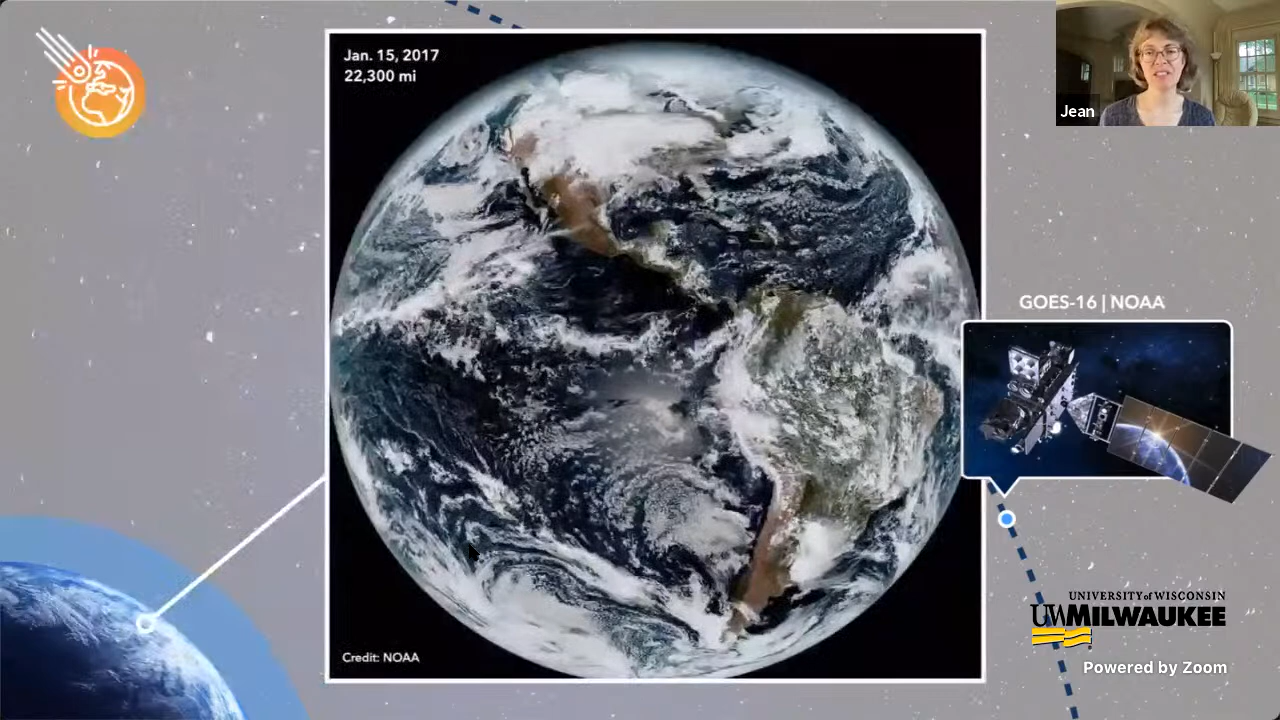 Jan. 15, 2017
22,300 mi
Jean
GOES-16 | NOAA
UNIVERSITY of WISCONSIN
UWMILWAUKEE
Credit: NOAA
Powered by Zoom